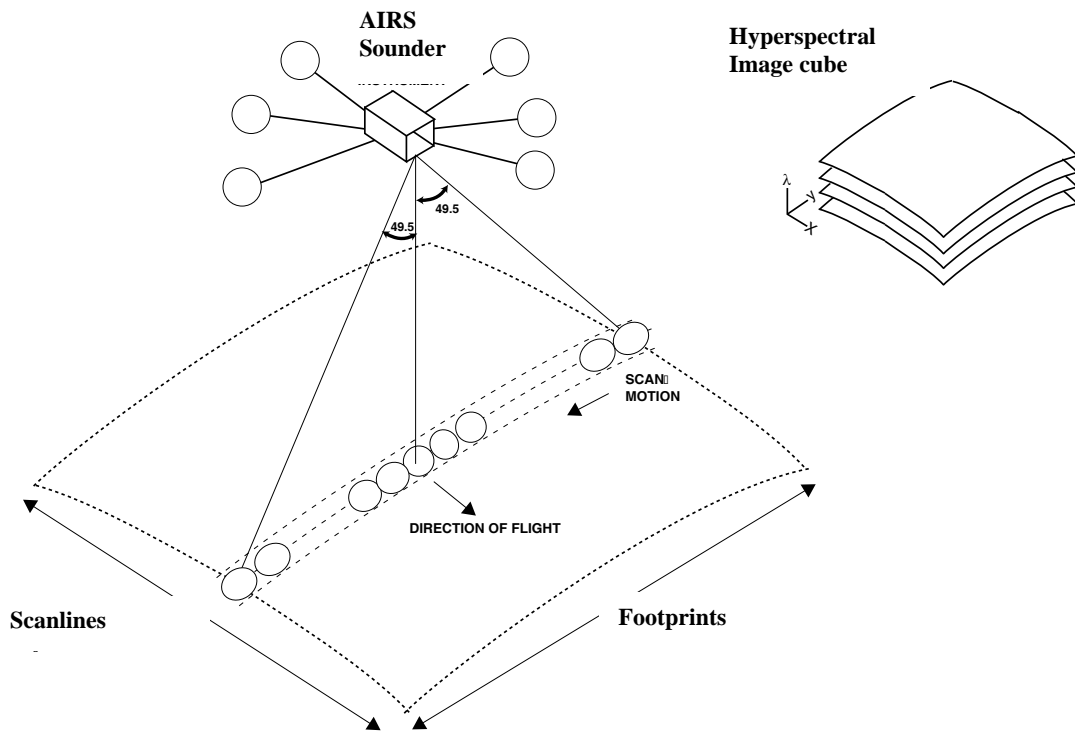 AIRS
Sounder
Hyperspectral
Image cube
λ
y
X
49.5
49.5
SCAN
MOTION
DIRECTION OF FLIGHT
Scanlines
Footprints